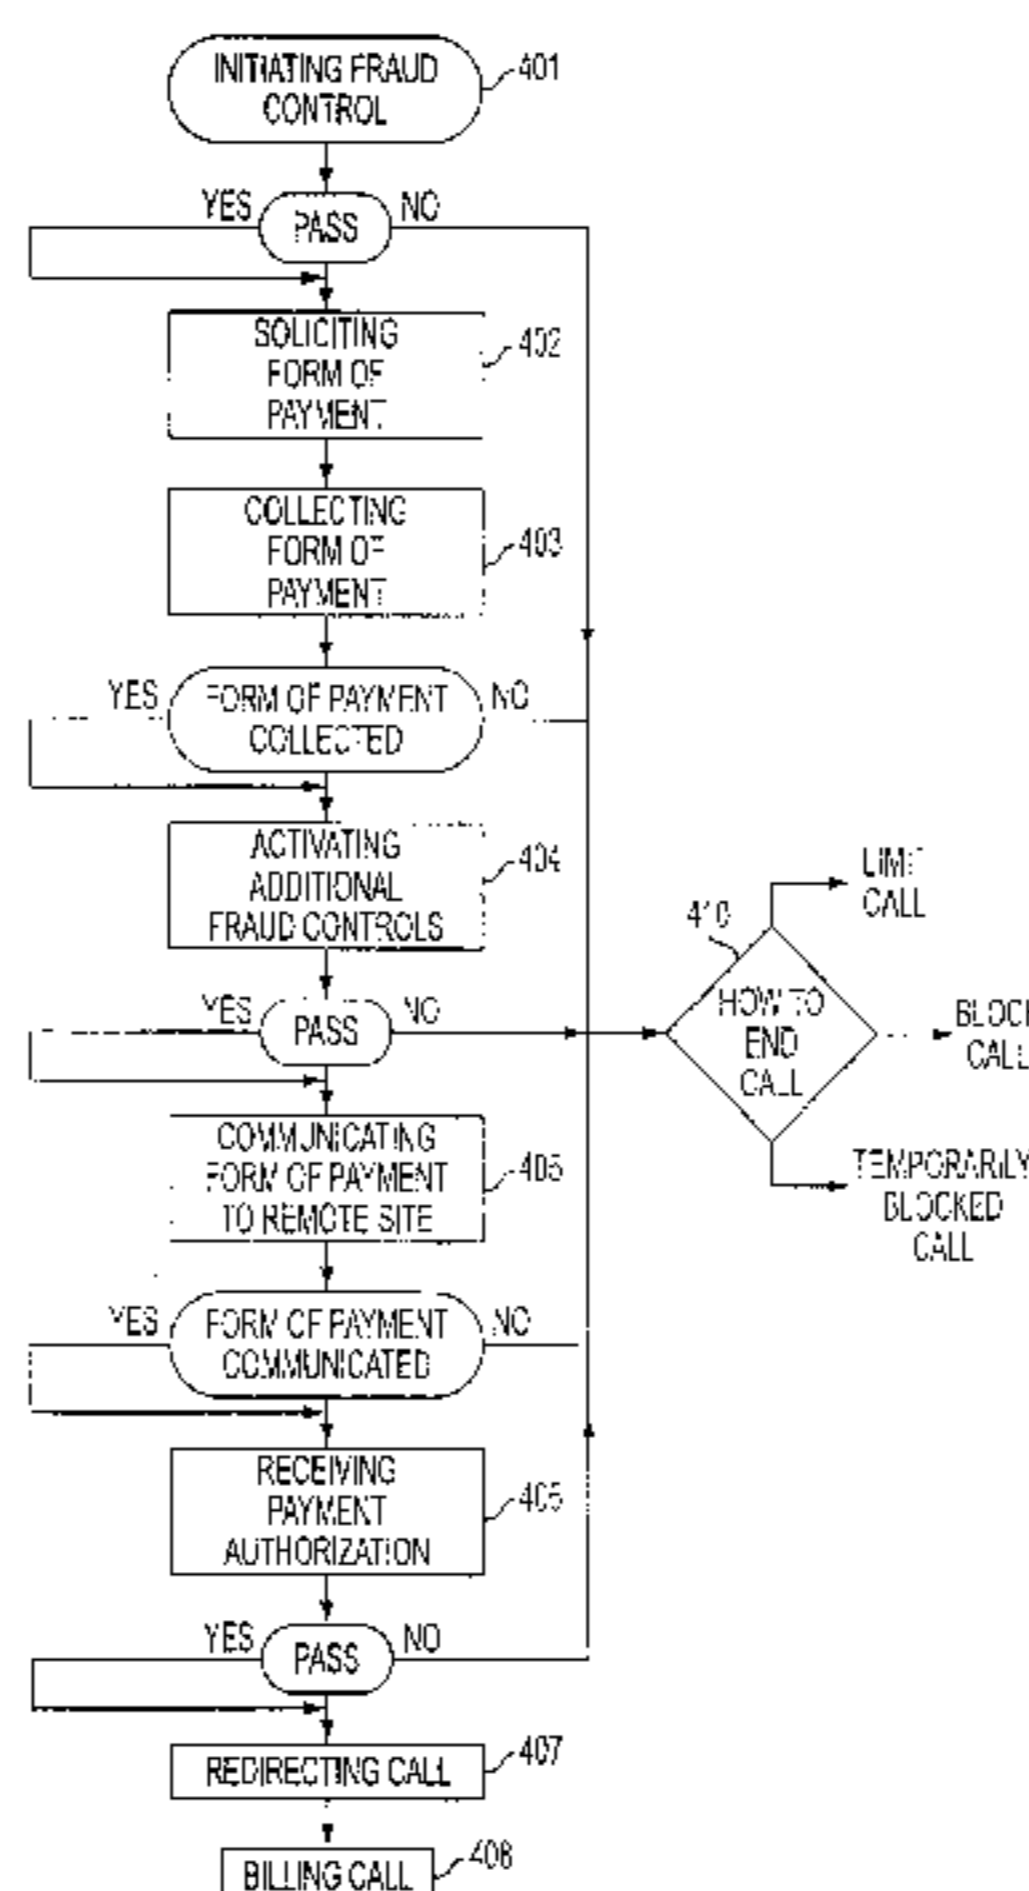 INITIATING FRAUD
CONTROL
401
YES
PASS
NO
SOLICITING
FORM OF
PAYMENT
402
COLLECTING
FORM OF
PAYMENT
403
YES
FORM OF PAYMENT
COLLECTED
NO
ACTIVATING
ADDITIONAL
FRAUD CONTROLS
404
YES
PASS
NO
410
HOW TO
END
CALL
LIMIT
CALL
BLOCK
CALL
TEMPORARILY
BLOCKED
CALL
COMMUNICATING
FORM OF PAYMENT
TO REMOTE SITE
405
YES
FORM OF PAYMENT
COMMUNICATED
NO
RECEIVING
PAYMENT
AUTHORIZATION
YES
PASS
NO
REDIRECTING CALL
407
BILLING CALL